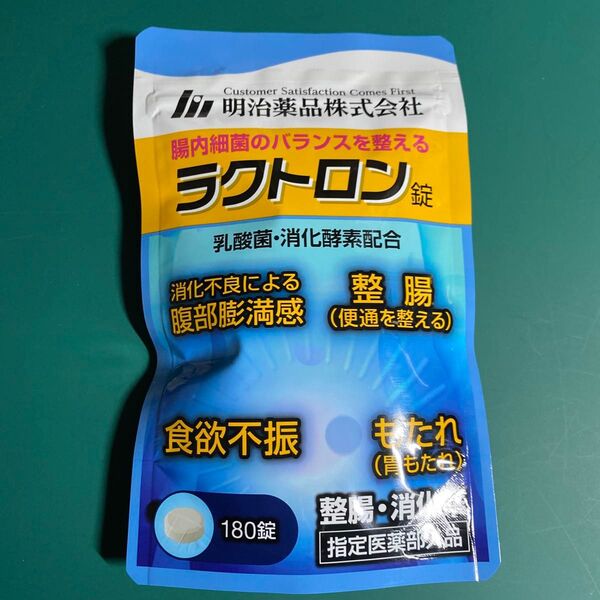 Customer Satisfaction Comes First
明治薬品株式会社
腸内細菌のバランスを整える
ラクトロン錠
乳酸菌・消化酵素配合
消化不良による
腹部膨満感
整腸
(便通を整える)
食欲不振
もたれ
(胃もたれ)
180錠
整腸・消化
指定医薬部外品